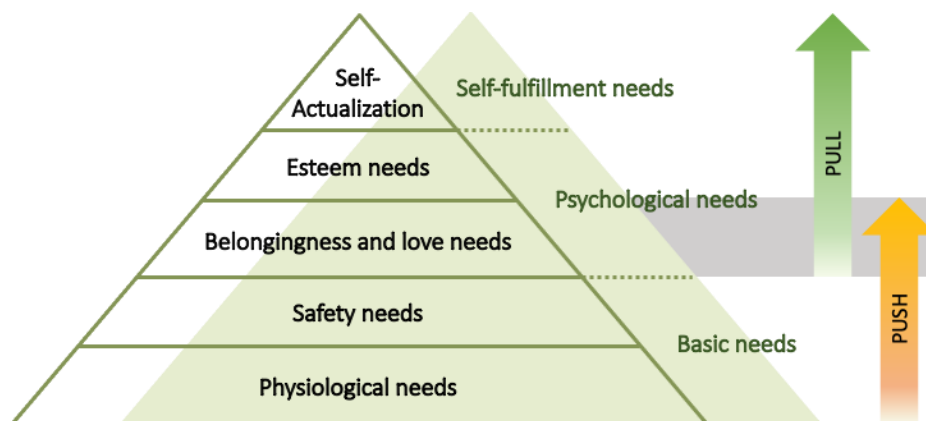 Self-
Actualization
Self-fulfillment needs
Esteem needs
Psychological needs
Belongingness and love needs
Safety needs
Basic needs
Physiological needs
PULL
PUSH